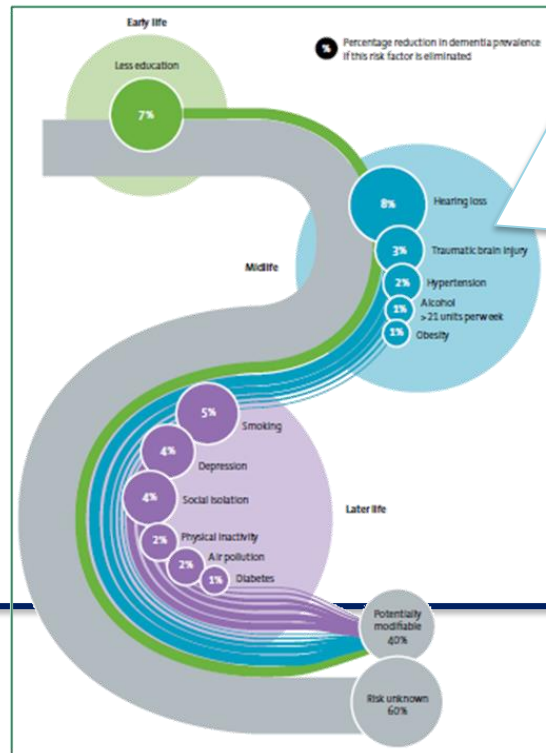 Early life
% Percentage reduction in dementia prevalence
if this risk factor is eliminated
Less education
7%
8% Hearing loss
3% Traumatic brain injury
Midlife
2% Hypertension
1% Alcohol
>21 units per week
1% Obesity
5% Smoking
4% Depression
4% Social isolation
Later life
2% Physical inactivity
2% Air pollution
1% Diabetes
Potentially
modifiable
40%
Risk unknown
60%